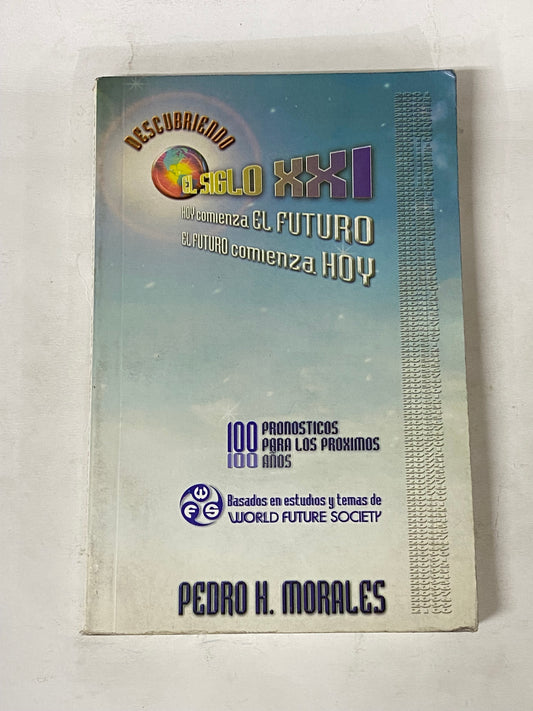 DESCUBRIENDO
EL SIGLO XXI
HOY comienza EL FUTURO
EL FUTURO comienza HOY
100 PRONOSTICOS
100 PARA LOS PROXIMOS
AÑOS
W
F S
Basados en estudios y temas de
WORLD FUTURE SOCIETY
PEDRO H. MORALES